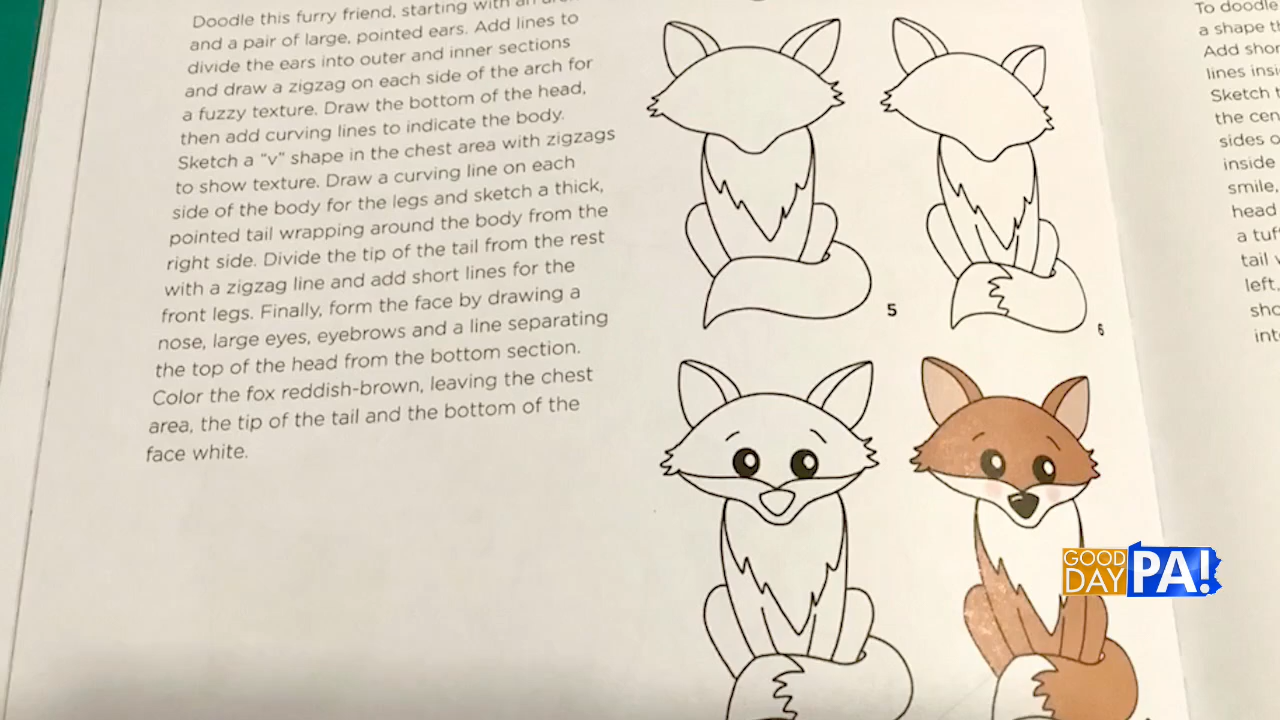 Doodle this furry friend, starting with an
and a pair of large, pointed ears. Add lines to
divide the ears into outer and inner sections
and draw a zigzag on each side of the arch for
a fuzzy texture. Draw the bottom of the head,
then add curving lines to indicate the body.
Sketch a “v” shape in the chest area with zigzags
to show texture. Draw a curving line on each
side of the body for the legs and sketch a thick,
pointed tail wrapping around the body from the
right side. Divide the tip of the tail from the rest
with a zigzag line and add short lines for the
front legs. Finally, form the face by drawing a
nose, large eyes, eyebrows and a line separating
the top of the head from the bottom section.
Color the fox reddish-brown, leaving the chest
area, the tip of the tail and the bottom of the
face white.
5
6
To doodle
a shape
Add
lines
Sketch
the
sides
inside
smile,
head
a
tail
left,
GOOD
DAY
PA!